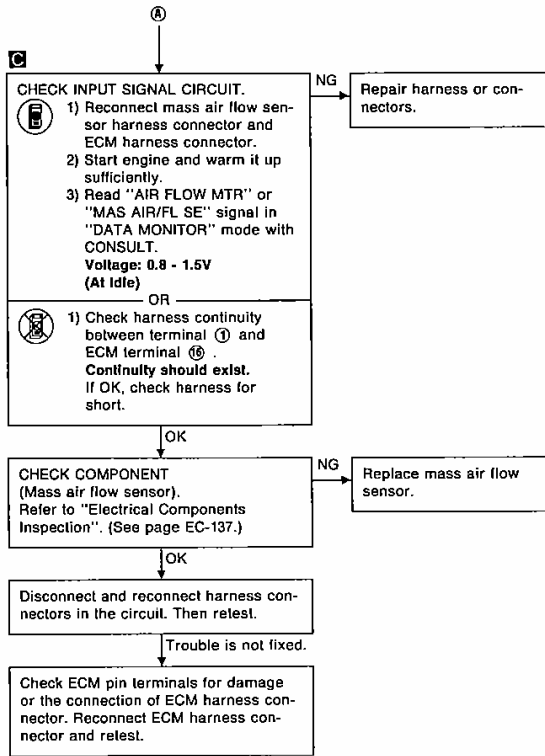 Ⓐ
C
CHECK INPUT SIGNAL CIRCUIT.
1) Reconnect mass air flow sen-
sor harness connector and
ECM harness connector.
2) Start engine and warm it up
sufficiently.
3) Read "AIR FLOW MTR" or
"MAS AIR/FL SE" signal in
"DATA MONITOR" mode with
CONSULT.
Voltage: 0.8 - 1.5V
(At idle)
OR
1) Check harness continuity
between terminal ① and
ECM terminal ⑯ .
Continuity should exist.
If OK, check harness for
short.
NG
Repair harness or con-
nectors.
OK
CHECK COMPONENT
(Mass air flow sensor).
Refer to "Electrical Components
Inspection". (See page EC-137.)
NG
Replace mass air flow
sensor.
OK
Disconnect and reconnect harness con-
nectors in the circuit. Then retest.
Trouble is not fixed.
Check ECM pin terminals for damage
or the connection of ECM harness con-
nector. Reconnect ECM harness con-
nector and retest.